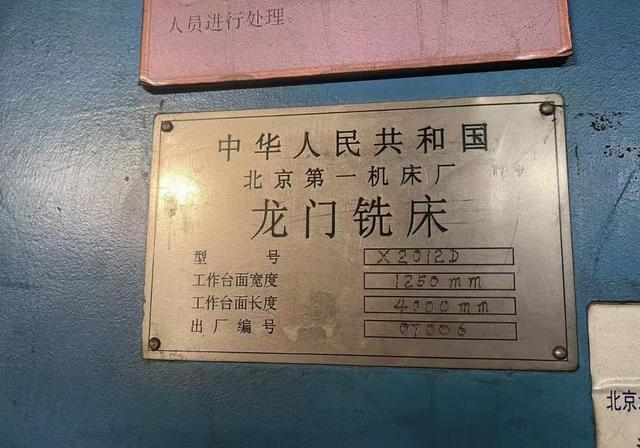 人员进行处理
中华人民共和国
北京第一机床厂
龙门铣床
型 号 X2012D
工作台面宽度 1250mm
工作台面长度 4000mm
出厂编号 07006
北京